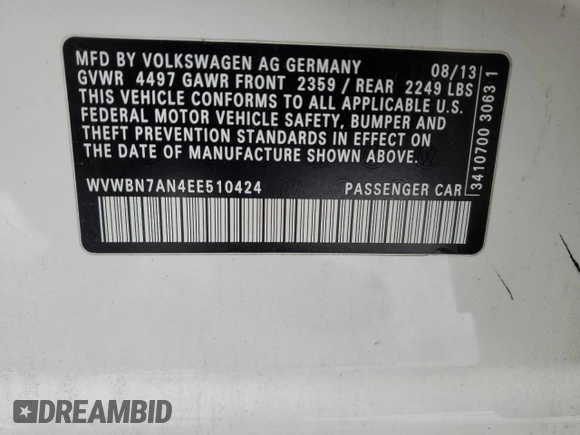 MFD BY VOLKSWAGEN AG GERMANY 08/13
GVWR 4497 GAWR FRONT 2359 / REAR 2249 LBS
THIS VEHICLE CONFORMS TO ALL APPLICABLE U.S.
FEDERAL MOTOR VEHICLE SAFETY, BUMPER AND
THEFT PREVENTION STANDARDS IN EFFECT ON
THE DATE OF MANUFACTURE SHOWN ABOVE.
WVWBN7AN4EE510424 PASSENGER CAR
3410700 3063 1
DREAMBID